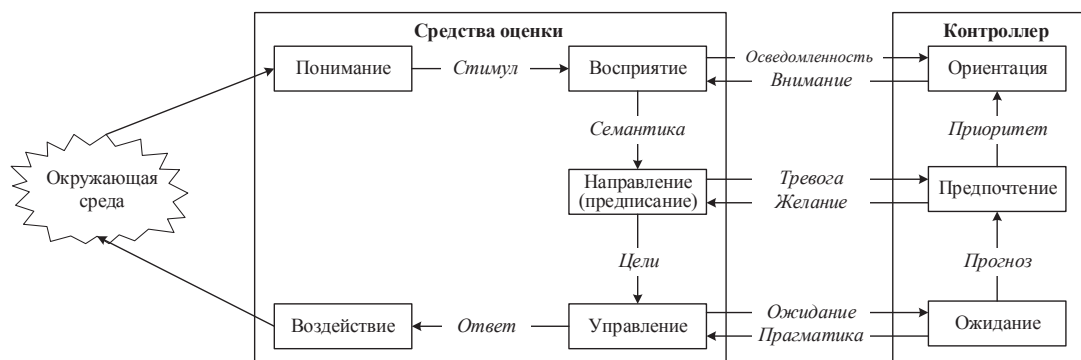 Средства оценки
Контроллер
Понимание
Стимул
Восприятие
Осведомленность
Внимание
Ориентация
Семантика
Приоритет
Окружающая
среда
Направление
(предписание)
Тревога
Желание
Предпочтение
Цели
Прогноз
Воздействие
Ответ
Управление
Ожидание
Прагматика
Ожидание